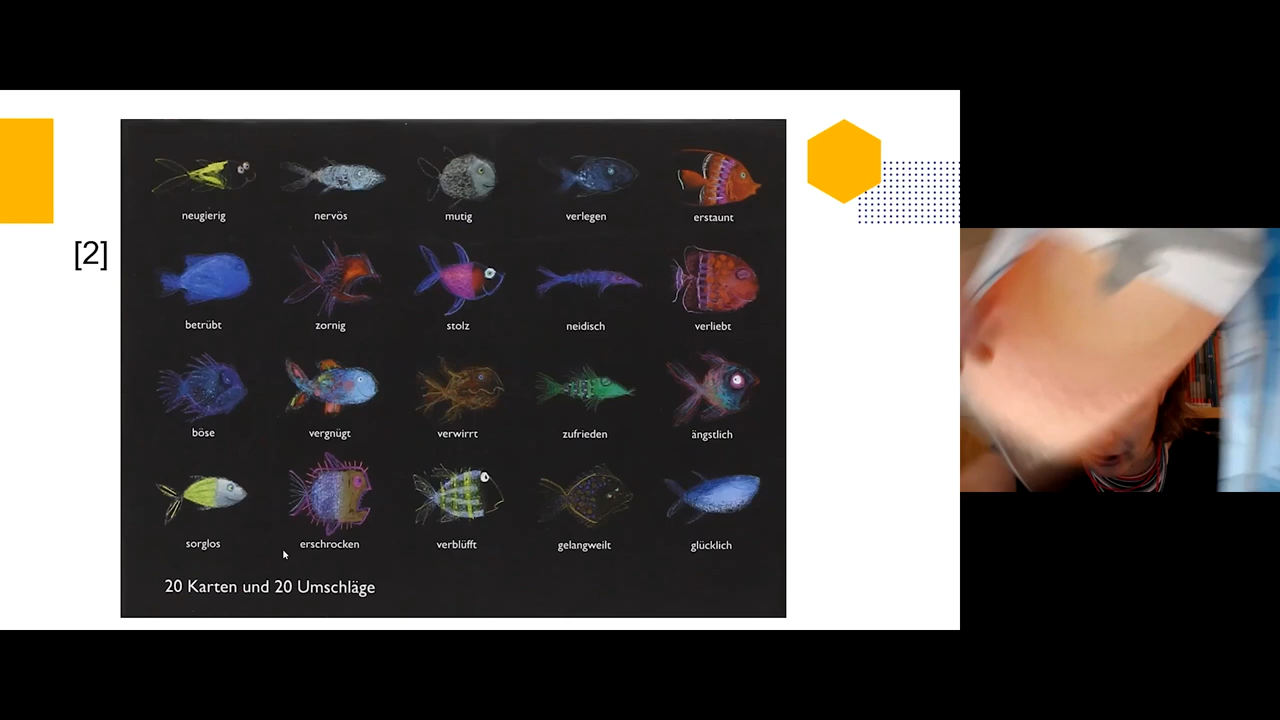 [2]
neugierig nervös mutig verlegen erstaunt
betrübt zornig stolz neidisch verliebt
böse vergnügt verwirrt zufrieden ängstlich
sorglos erschrocken verblüfft gelangweilt glücklich
20 Karten und 20 Umschläge